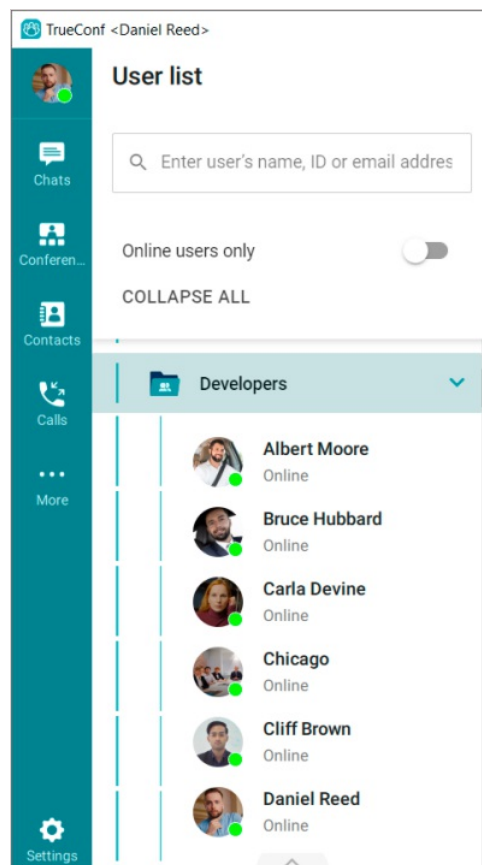 TrueConf <Daniel Reed>
User list
Chats
Enter user's name, ID or email addres
Conferen...
Online users only
COLLAPSE ALL
Contacts
Developers
Calls
More
Albert Moore
Online
Bruce Hubbard
Online
Carla Devine
Online
Chicago
Online
Cliff Brown
Online
Daniel Reed
Online
Settings